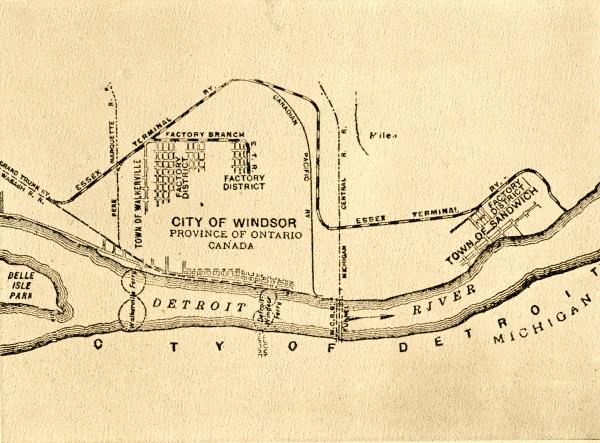 MARQUETTE R. R.
PERE
ESSEX TERMINAL RY.
FACTORY BRANCH
E. T. R.
CANADIAN PACIFIC RY
MICHIGAN CENTRAL R. R.
Miles
GRAND TRUNK RY
WABASH R. R.
TOWN OF WALKERVILLE
FACTORY
DISTRICT
FACTORY
DISTRICT
ESSEX TERMINAL RY.
FACTORY
DISTRICT
TOWN OF SANDWICH
CITY OF WINDSOR
PROVINCE OF ONTARIO
CANADA
BELLE
ISLE
PARK
Walkerville Ferry
DETROIT RIVER
Detroit
Windsor
Ferry
M.C.R.R.
TUNNEL
CITY OF DETROIT
MICHIGAN